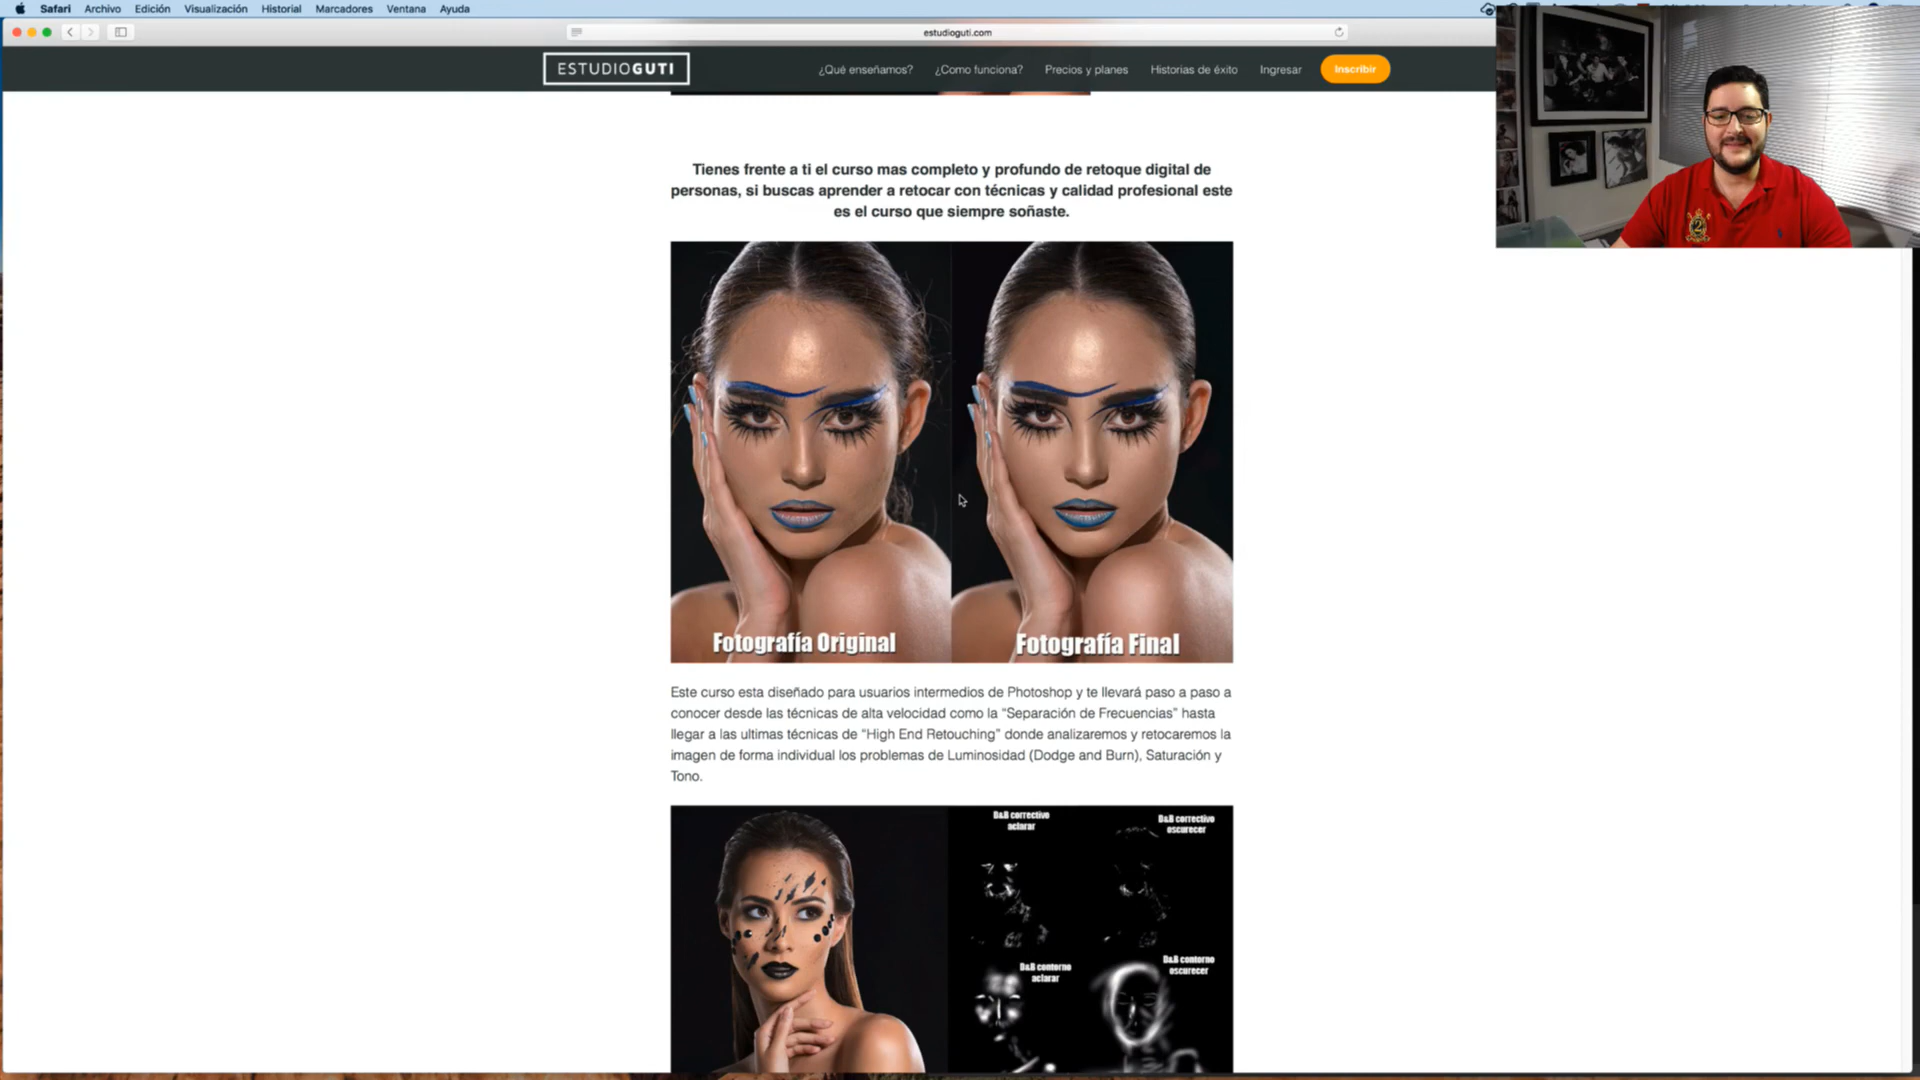 Safari Archivo Edición Visualización Historial Marcadores Ventana Ayuda
estudioguti.com
ESTUDIOGUTI ¿Qué enseñamos? ¿Como funciona? Precios y planes Historias de éxito Ingresar Inscribir
Tienes frente a ti el curso mas completo y profundo de retoque digital de
personas, si buscas aprender a retocar con técnicas y calidad profesional este
es el curso que siempre soñaste.
Fotografía Original Fotografía Final
Este curso esta diseñado para usuarios intermedios de Photoshop y te llevará paso a paso a
conocer desde las técnicas de alta velocidad como la “Separación de Frecuencias” hasta
llegar a las ultimas técnicas de “High End Retouching” donde analizaremos y retocaremos la
imagen de forma individual los problemas de Luminosidad (Dodge and Burn), Saturación y
Tono.
D&B correctivo
aclarar
D&B correctivo
oscurecer
D&B contorno
aclarar
D&B contorno
oscurecer
2